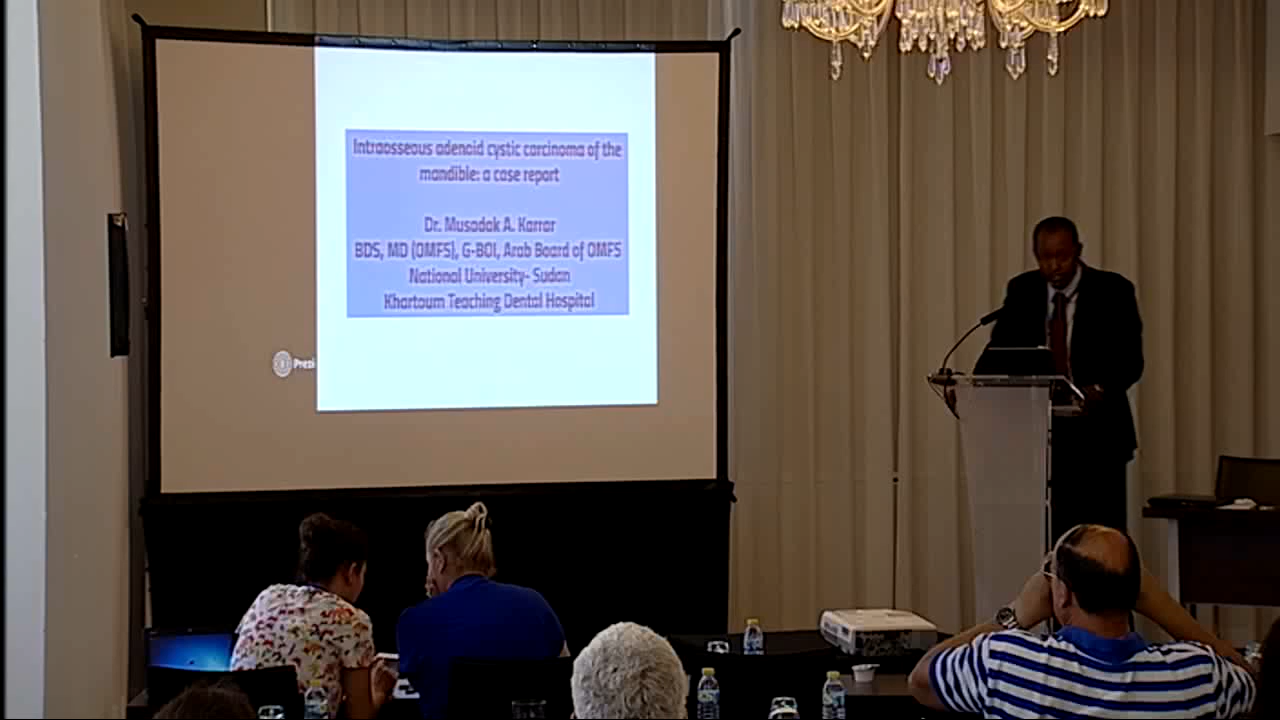 Intraosseous adenoid cystic carcinoma of the
mandible: a case report
Dr. Musadak A. Karrar
BDS, MD (OMFS), G-BOI, Arab Board of OMFS
National University- Sudan
Khartoum Teaching Dental Hospital
Prezi